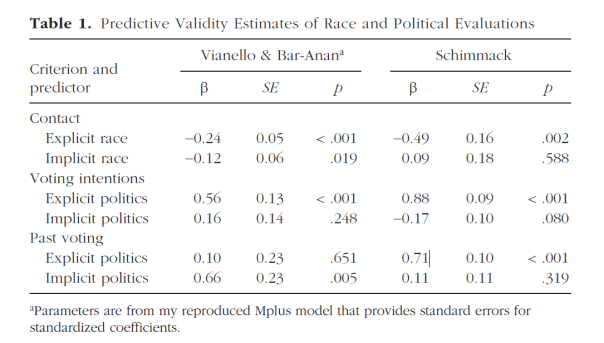 Table 1. Predictive Validity Estimates of Race and Political Evaluations
Vianello & Bar-Ananᵃ Schimmack
Criterion and
predictor β SE p β SE p
Contact
Explicit race −0.24 0.05 < .001 −0.49 0.16 .002
Implicit race −0.12 0.06 .019 0.09 0.18 .588
Voting intentions
Explicit politics 0.56 0.13 < .001 0.88 0.09 < .001
Implicit politics 0.16 0.14 .248 −0.17 0.10 .080
Past voting
Explicit politics 0.10 0.23 .651 0.71 0.10 < .001
Implicit politics 0.66 0.23 .005 0.11 0.11 .319
ᵃParameters are from my reproduced Mplus model that provides standard errors for
standardized coefficients.